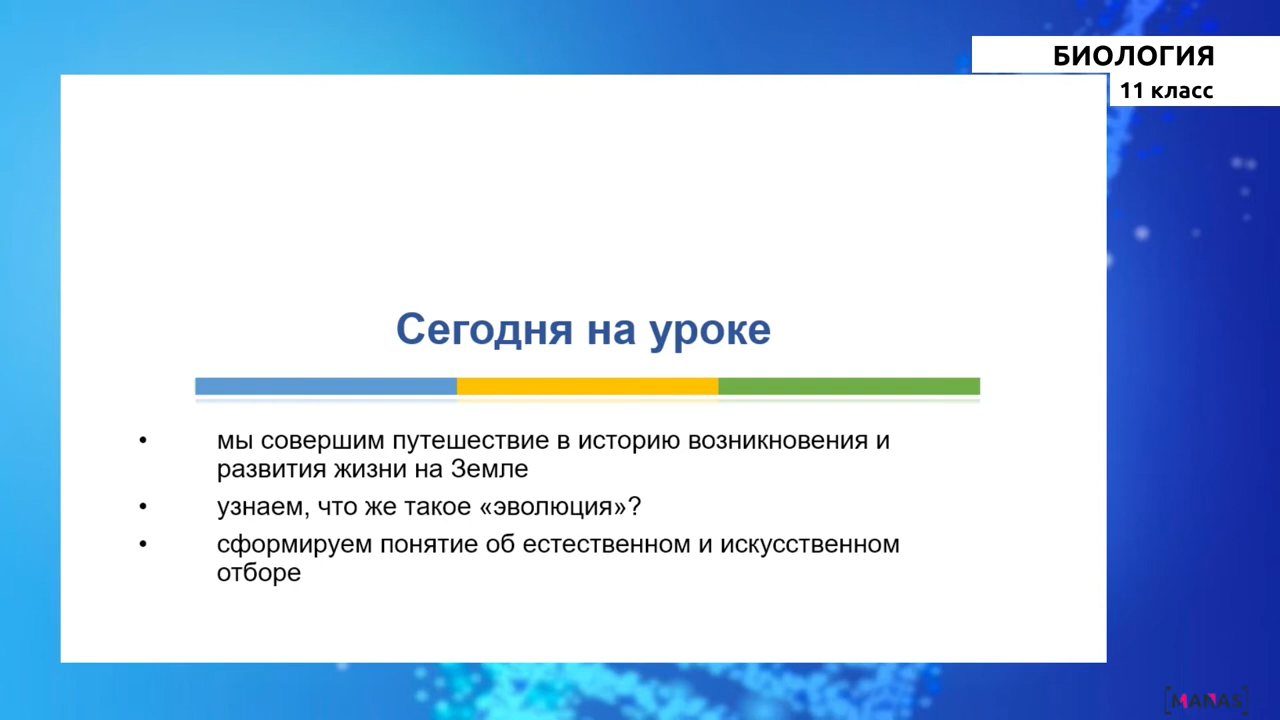 БИОЛОГИЯ
11 класс
Сегодня на уроке
• мы совершим путешествие в историю возникновения и
развития жизни на Земле
• узнаем, что же такое «эволюция»?
• сформируем понятие об естественном и искусственном
отборе
[MANAS]